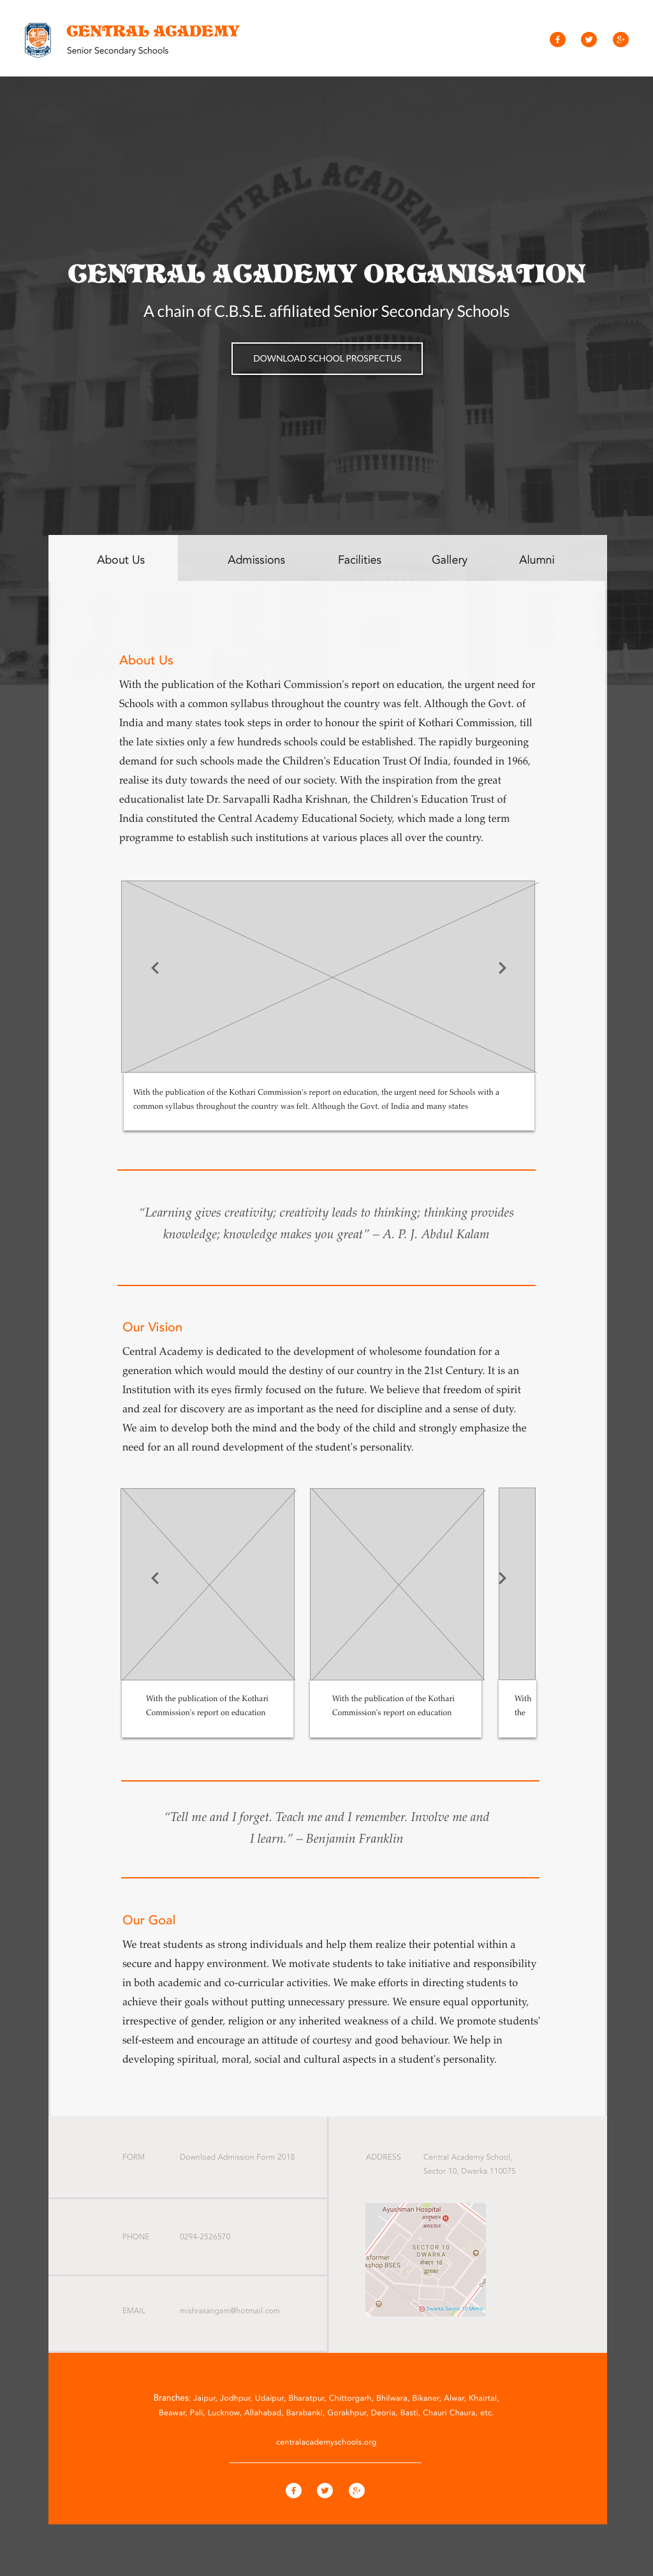 CENTRAL ACADEMY
Senior Secondary Schools
CENTRAL ACADEMY
CENTRAL ACADEMY ORGANISATION
A chain of C.B.S.E. affiliated Senior Secondary Schools
DOWNLOAD SCHOOL PROSPECTUS
About Us
Admissions
Facilities
Gallery
Alumni
About Us
With the publication of the Kothari Commission's report on education, the urgent need for
Schools with a common syllabus throughout the country was felt. Although the Govt. of
India and many states took steps in order to honour the spirit of Kothari Commission, till
the late sixties only a few hundreds schools could be established. The rapidly burgeoning
demand for such schools made the Children's Education Trust Of India, founded in 1966,
realise its duty towards the need of our society. With the inspiration from the great
educationalist late Dr. Sarvapalli Radha Krishnan, the Children's Education Trust of
India constituted the Central Academy Educational Society, which made a long term
programme to establish such institutions at various places all over the country.
With the publication of the Kothari Commission's report on education, the urgent need for Schools with a
common syllabus throughout the country was felt. Although the Govt. of India and many states
“Learning gives creativity; creativity leads to thinking; thinking provides
knowledge; knowledge makes you great” – A. P. J. Abdul Kalam
Our Vision
Central Academy is dedicated to the development of wholesome foundation for a
generation which would mould the destiny of our country in the 21st Century. It is an
Institution with its eyes firmly focused on the future. We believe that freedom of spirit
and zeal for discovery are as important as the need for discipline and a sense of duty.
We aim to develop both the mind and the body of the child and strongly emphasize the
need for an all round development of the student's personality.
With the publication of the Kothari
Commission's report on education
With the publication of the Kothari
Commission's report on education
With
the
“Tell me and I forget. Teach me and I remember. Involve me and
I learn.” – Benjamin Franklin
Our Goal
We treat students as strong individuals and help them realize their potential within a
secure and happy environment. We motivate students to take initiative and responsibility
in both academic and co-curricular activities. We make efforts in directing students to
achieve their goals without putting unnecessary pressure. We ensure equal opportunity,
irrespective of gender, religion or any inherited weakness of a child. We promote students'
self-esteem and encourage an attitude of courtesy and good behaviour. We help in
developing spiritual, moral, social and cultural aspects in a student's personality.
FORM
Download Admission Form 2018
PHONE
0294-2526570
EMAIL
mishrasangam@hotmail.com
ADDRESS
Central Academy School,
Sector 10, Dwarka 110075
Ayushman Hospital
आयुष्मान
अस्पताल
SECTOR 10
DWARKA
सेक्टर 10
द्वारका
sformer
kshop BSES
Dwarka Sector 10 Metro
Branches: Jaipur, Jodhpur, Udaipur, Bharatpur, Chittorgarh, Bhilwara, Bikaner, Alwar, Khairtal,
Beawar, Pali, Lucknow, Allahabad, Barabanki, Gorakhpur, Deoria, Basti, Chauri Chaura, etc.
centralacademyschools.org